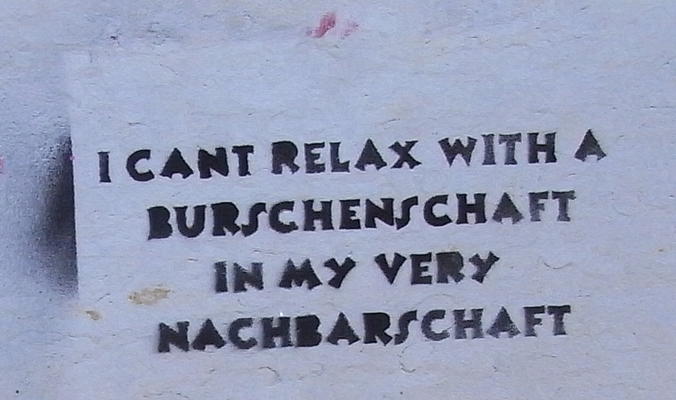 I CANT RELAX WITH A
BURSCHENSCHAFT
IN MY VERY
NACHBARSCHAFT